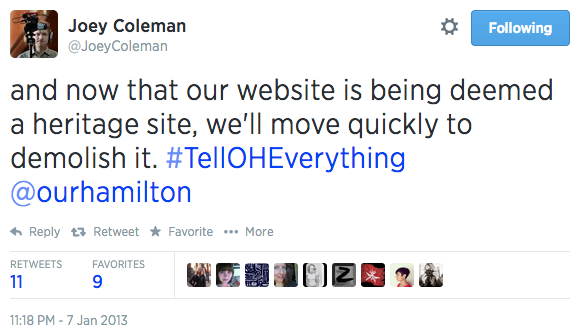 Joey Coleman
@JoeyColeman
Following
and now that our website is being deemed
a heritage site, we'll move quickly to
demolish it. #TellOHEverything
@ourhamilton
Reply Retweet Favorite More
RETWEETS FAVORITES
11 9
11:18 PM - 7 Jan 2013